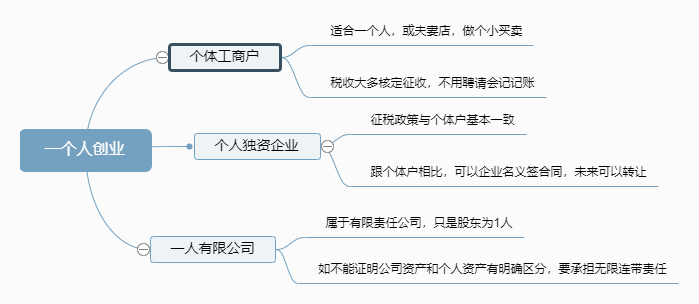 一个人创业
个体工商户
适合一个人，或夫妻店，做个小买卖
税收大多核定征收，不用聘请会记记账
个人独资企业
征税政策与个体户基本一致
跟个体户相比，可以企业名义签合同，未来可以转让
一人有限公司
属于有限责任公司，只是股东为1人
如不能证明公司资产和个人资产有明确区分，要承担无限连带责任